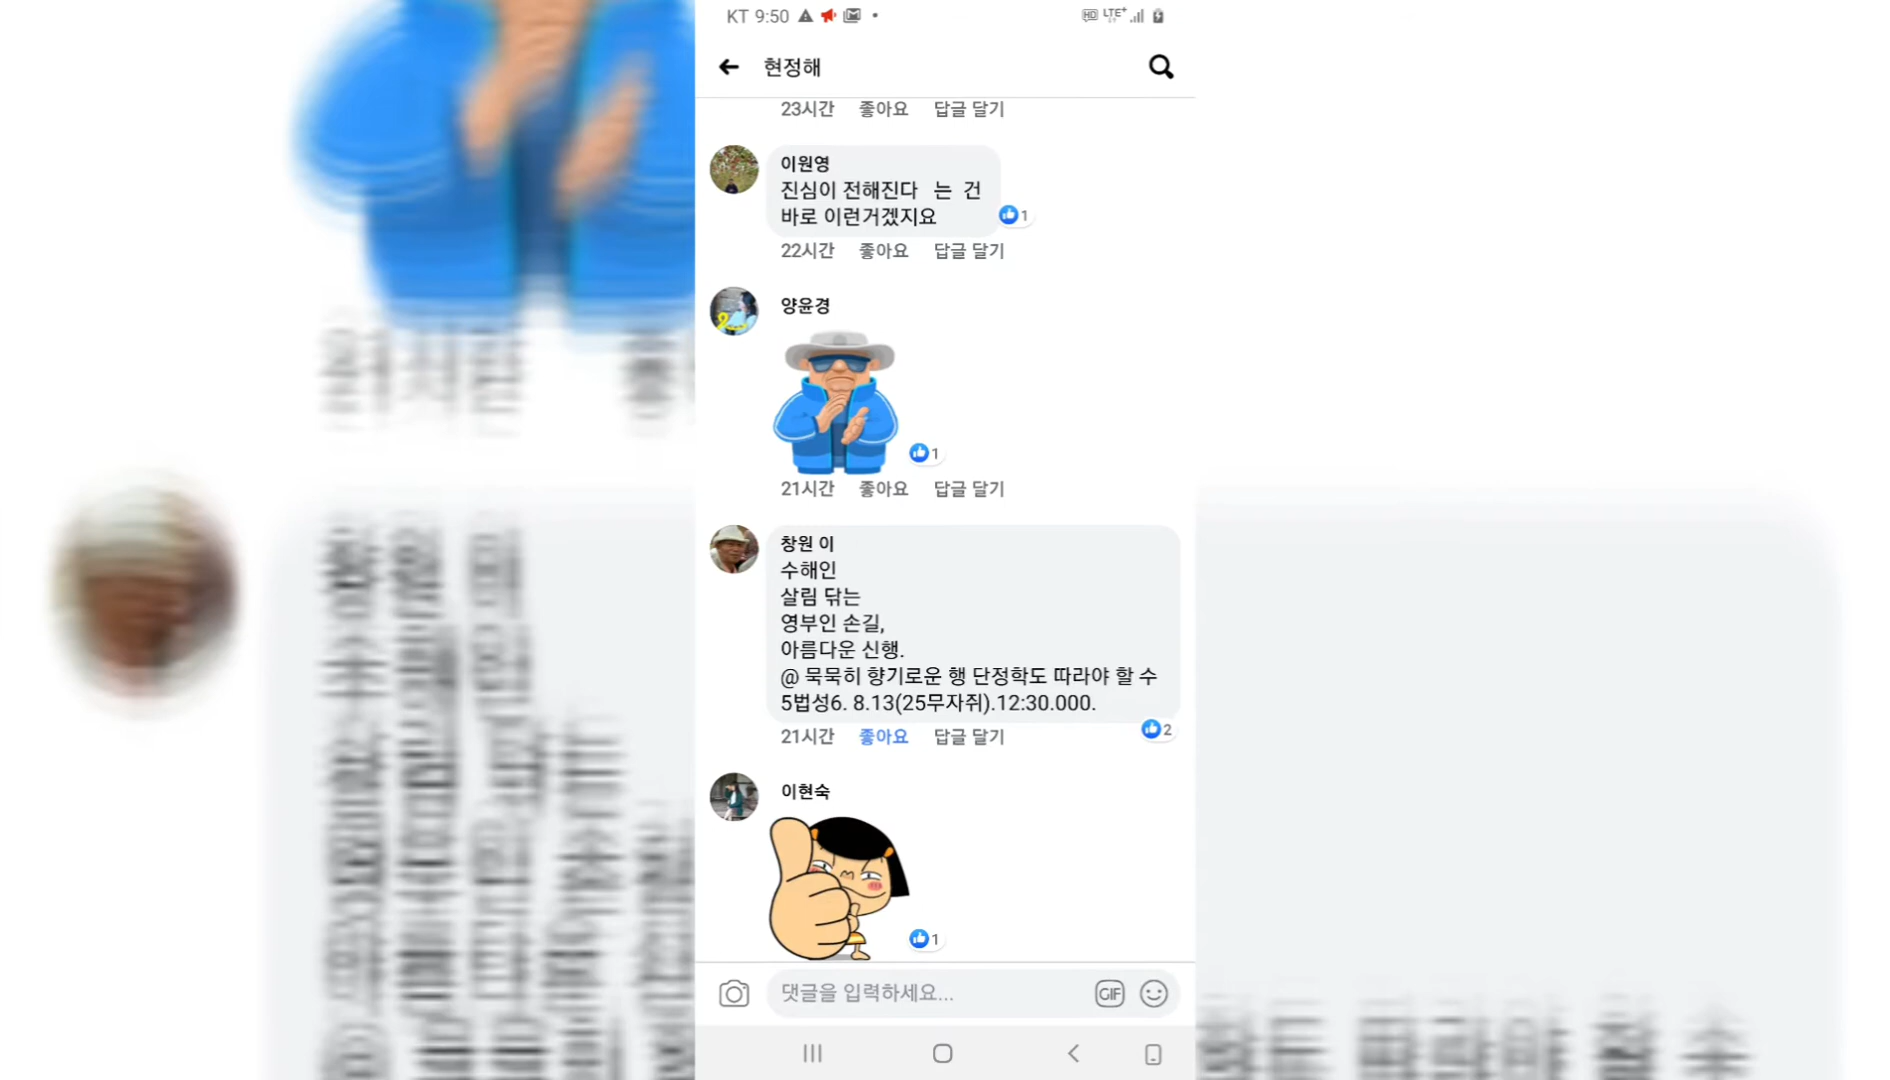 KT 9:50
HD LTE+
현정해
23시간 좋아요 답글 달기
이원영
진심이 전해진다 는 건
바로 이런거겠지요
1
22시간 좋아요 답글 달기
양윤경
1
21시간 좋아요 답글 달기
창원 이
수해인
살림 닦는
영부인 손길,
아름다운 신행.
@ 묵묵히 향기로운 행 단정학도 따라야 할 수
5법성6. 8.13(25무자쥐).12:30.000.
21시간 좋아요 답글 달기
2
이현숙
1
댓글을 입력하세요...
GIF